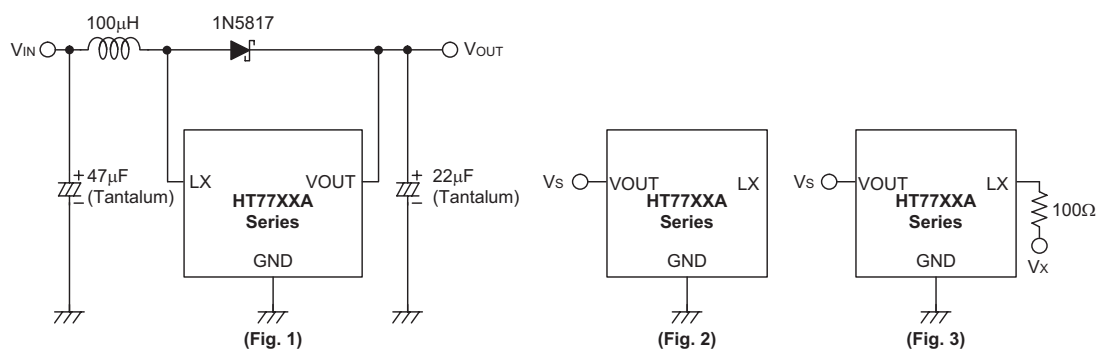 100μH
1N5817
VIN
VOUT
47μF
(Tantalum)
LX
VOUT
HT77XXA
Series
GND
22μF
(Tantalum)
(Fig. 1)
VS
VOUT
LX
HT77XXA
Series
GND
(Fig. 2)
VS
VOUT
LX
HT77XXA
Series
GND
100Ω
VX
(Fig. 3)